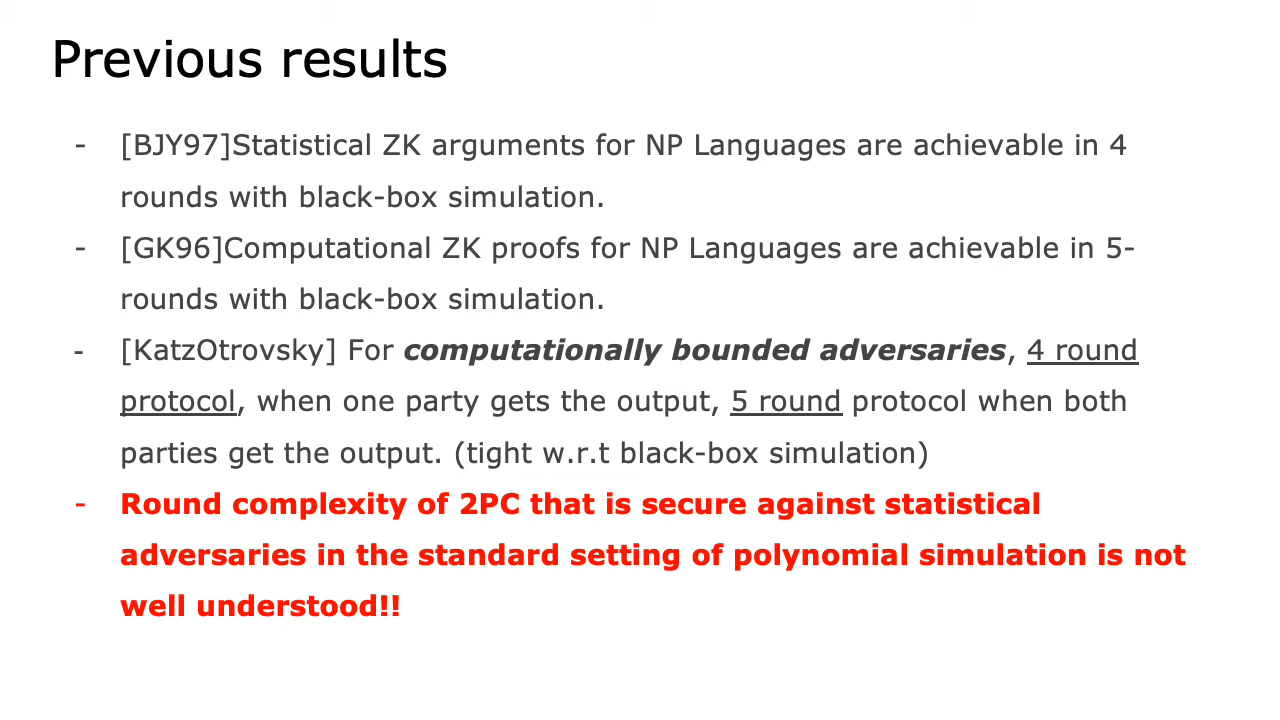 Previous results
- [BJY97]Statistical ZK arguments for NP Languages are achievable in 4
rounds with black-box simulation.
- [GK96]Computational ZK proofs for NP Languages are achievable in 5-
rounds with black-box simulation.
- [KatzOtrovsky] For computationally bounded adversaries, 4 round
protocol, when one party gets the output, 5 round protocol when both
parties get the output. (tight w.r.t black-box simulation)
- Round complexity of 2PC that is secure against statistical
adversaries in the standard setting of polynomial simulation is not
well understood!!